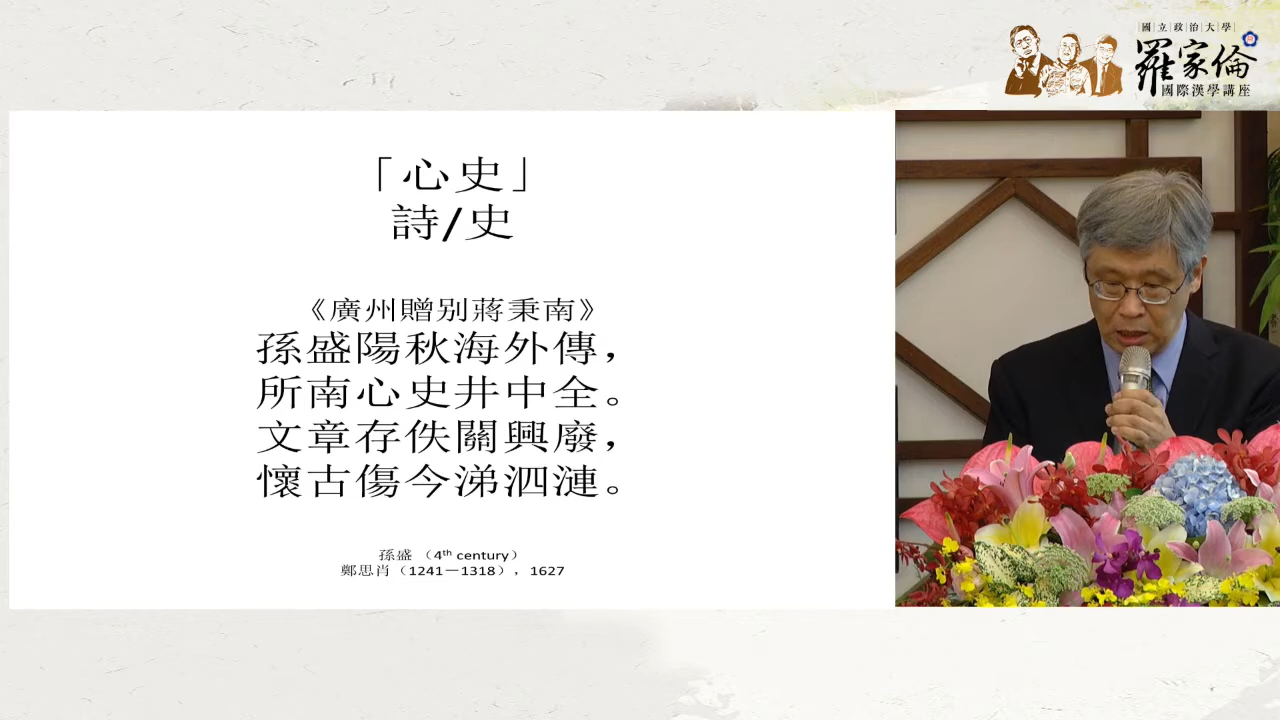 國立政治大學
羅家倫
國際漢學講座
「心史」
詩/史
《廣州贈別蔣秉南》
孫盛陽秋海外傳，
所南心史井中全。
文章存佚關興廢，
懷古傷今涕泗漣。
孫盛（4th century）
鄭思肖（1241—1318），1627